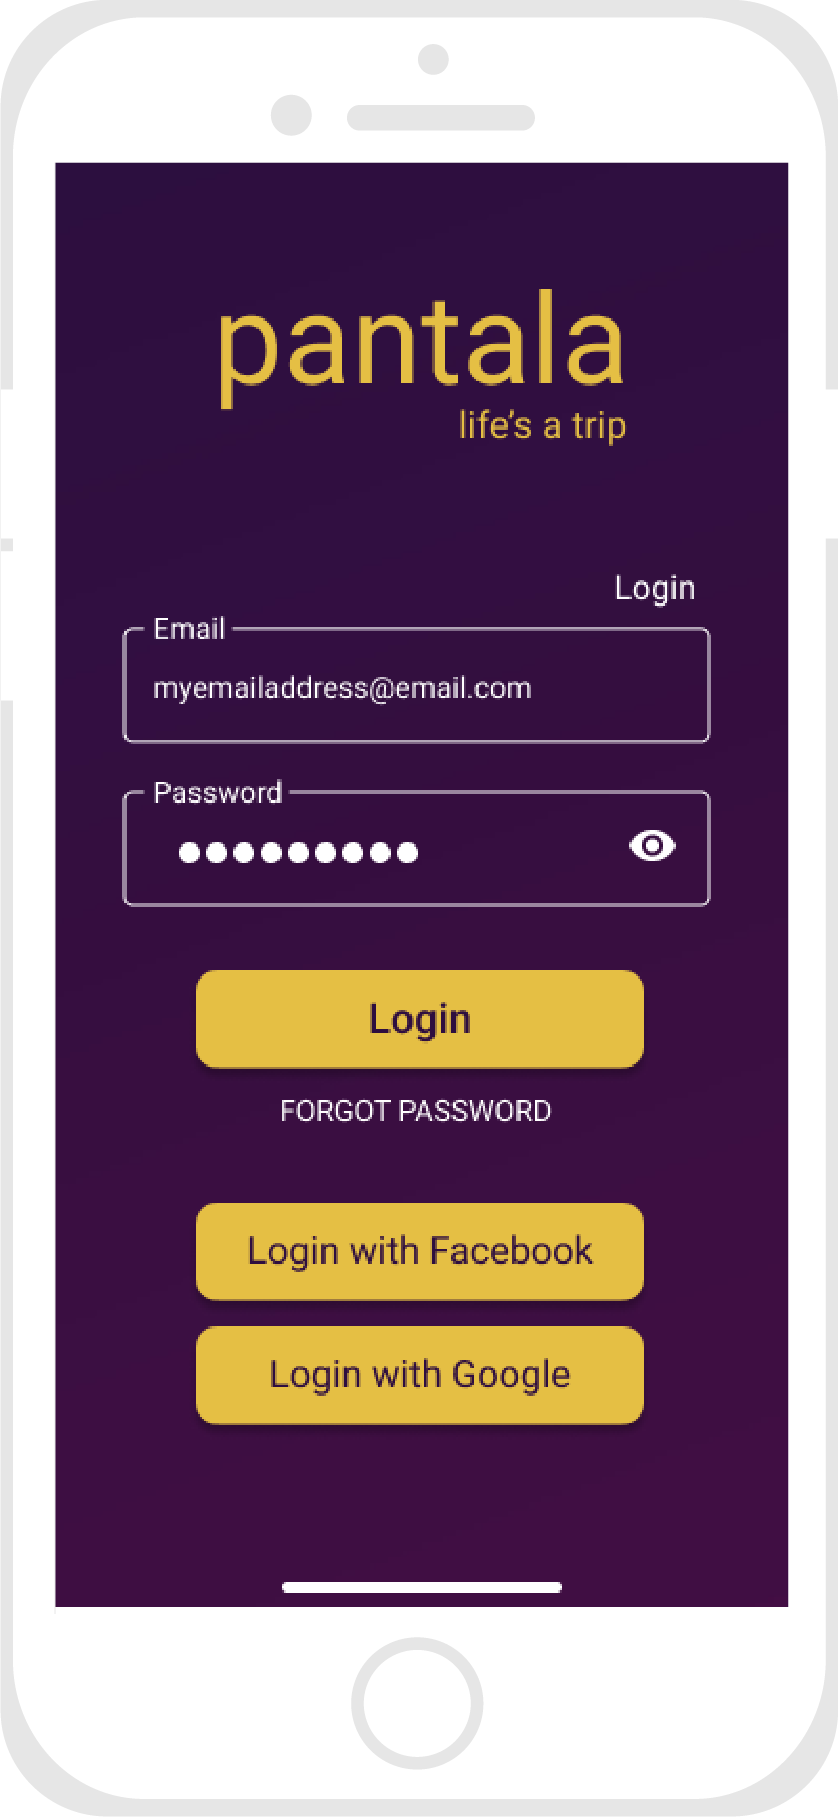 pantala
life's a trip
Login
Email
myemailaddress@email.com
Password
●●●●●●●●●
Login
FORGOT PASSWORD
Login with Facebook
Login with Google